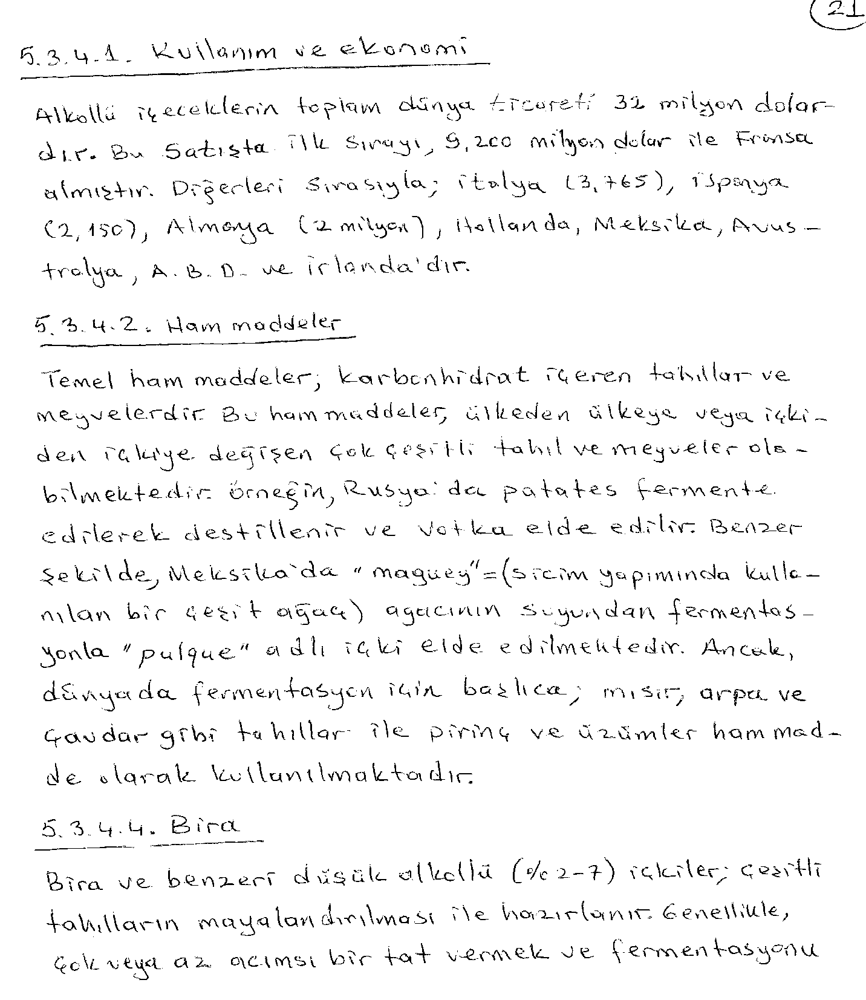 21
5.3.4.1. Kullanım ve ekonomi
Alkollü içeceklerin toplam dünya ticareti 32 milyon dolar-
dır. Bu satışta ilk sırayı, 9,200 milyon dolar ile Fransa
almıştır. Diğerleri sırasıyla; italya (3,765), ispanya
(2,150), Almanya (2 milyon), Hollanda, Meksika, Avus-
tralya, A.B.D. ve irlanda'dır.
5.3.4.2. Ham maddeler
Temel ham maddeler; karbonhidrat içeren tahıllar ve
meyvelerdir. Bu ham maddeler, ülkeden ülkeye veya içki-
den içkiye değişen çok çeşitli tahıl ve meyveler ola-
bilmektedir. Örneğin, Rusya'da patates fermente
edilerek destillenir ve votka elde edilir. Benzer
şekilde, Meksika'da "maguey"=(sicim yapımında kulla-
nılan bir çeşit ağaç) agacının suyundan fermentas-
yonla "pulque" adlı içki elde edilmektedir. Ancak,
dünyada fermentasyon için başlıca; mısır, arpa ve
çavdar gibi tahıllar ile pirinç ve üzümler ham mad-
de olarak kullanılmaktadır.
5.3.4.4. Bira
Bira ve benzeri düşük alkollü (%2-7) içkiler; çeşitli
tahılların mayalandırılması ile hazırlanır. Genellikle,
çok veya az acımsı bir tat vermek ve fermentasyonu